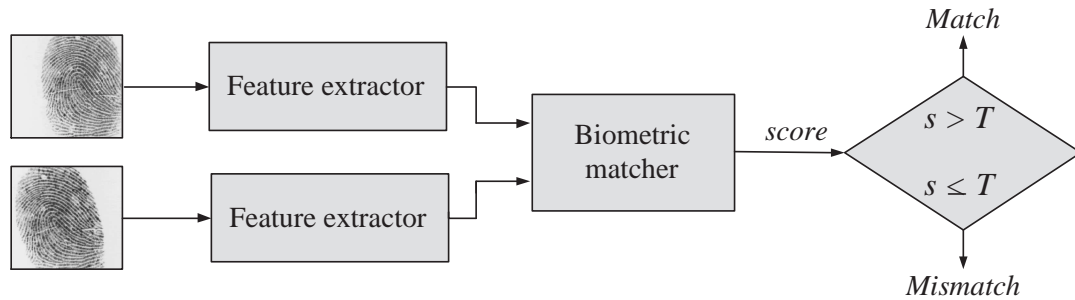 Match
Feature extractor
Biometric
matcher
score
s > T
s ≤ T
Feature extractor
Mismatch